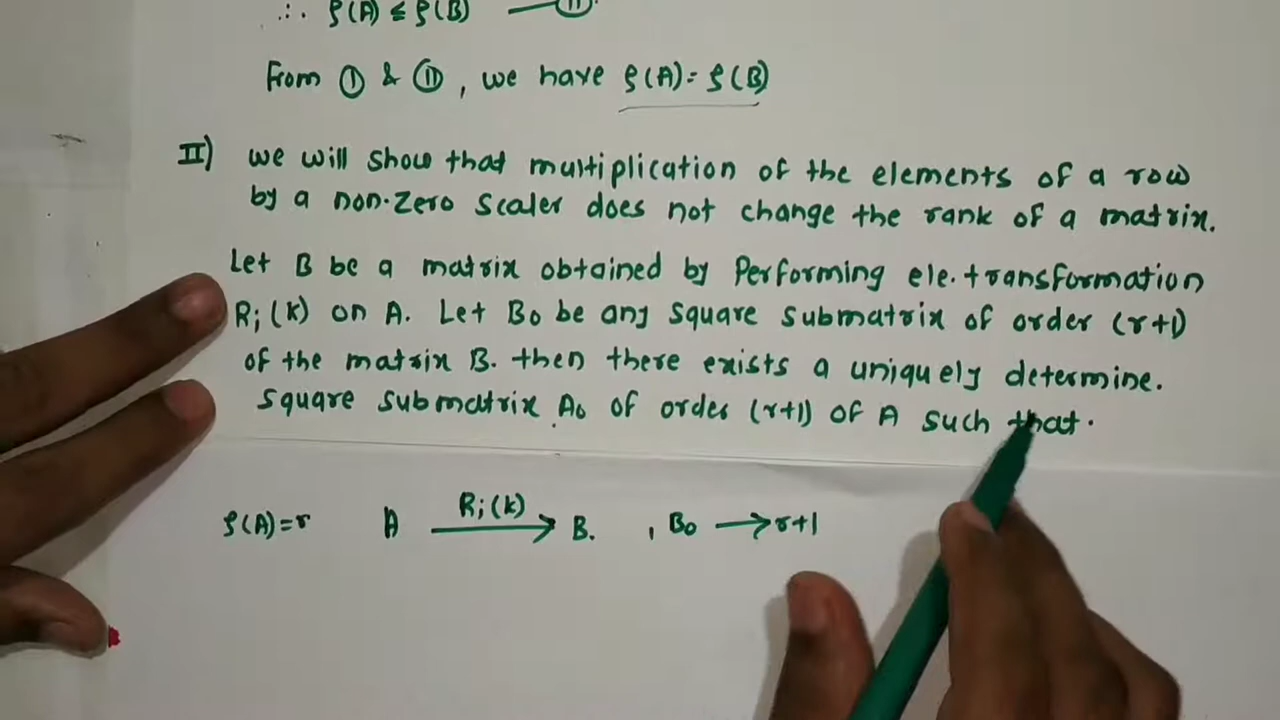 ∴ ρ(A) ≤ ρ(B) — (II)
From (I) & (II), we have ρ(A) = ρ(B)
II) we will show that multiplication of the elements of a row
by a non-zero scaler does not change the rank of a matrix.
Let B be a matrix obtained by Performing ele. transformation
Ri(k) on A. Let B₀ be any square submatrix of order (r+1)
of the matrix B. then there exists a uniquely determine.
square submatrix A₀ of order (r+1) of A such that.
ρ(A)=r A Ri(k) → B. , B₀ → r+1